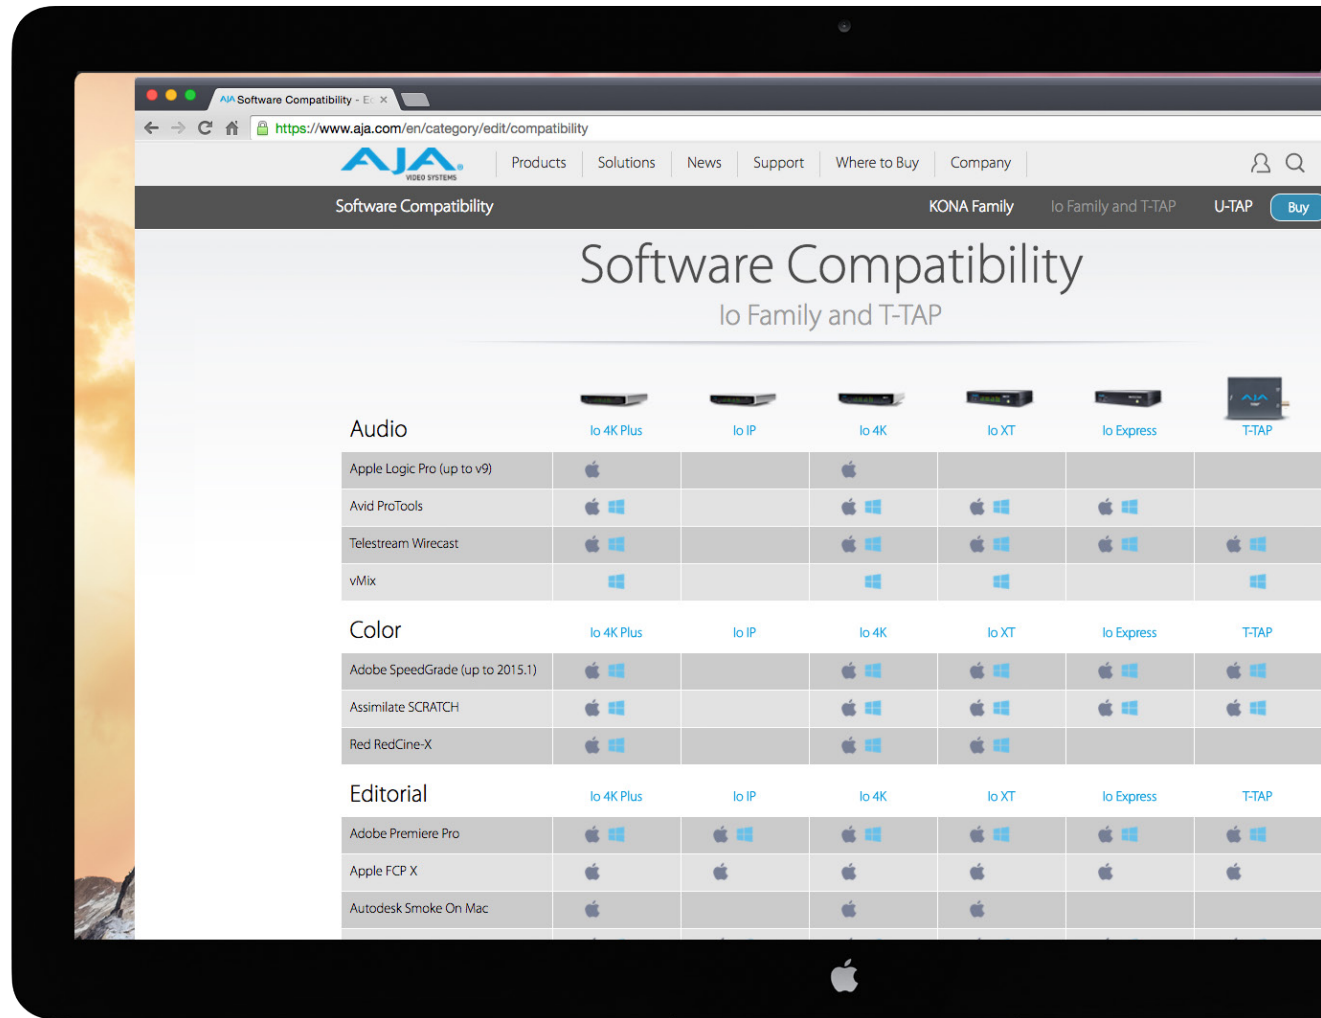 AJA Software Compatibility - Ec
https://www.aja.com/en/category/edit/compatibility
AJA
VIDEO SYSTEMS
Products Solutions News Support Where to Buy Company
Software Compatibility KONA Family Io Family and T-TAP U-TAP Buy
Software Compatibility
Io Family and T-TAP
Audio Io 4K Plus Io IP Io 4K Io XT Io Express T-TAP
Apple Logic Pro (up to v9)
Avid ProTools
Telestream Wirecast
vMix
Color Io 4K Plus Io IP Io 4K Io XT Io Express T-TAP
Adobe SpeedGrade (up to 2015.1)
Assimilate SCRATCH
Red RedCine-X
Editorial Io 4K Plus Io IP Io 4K Io XT Io Express T-TAP
Adobe Premiere Pro
Apple FCP X
Autodesk Smoke On Mac